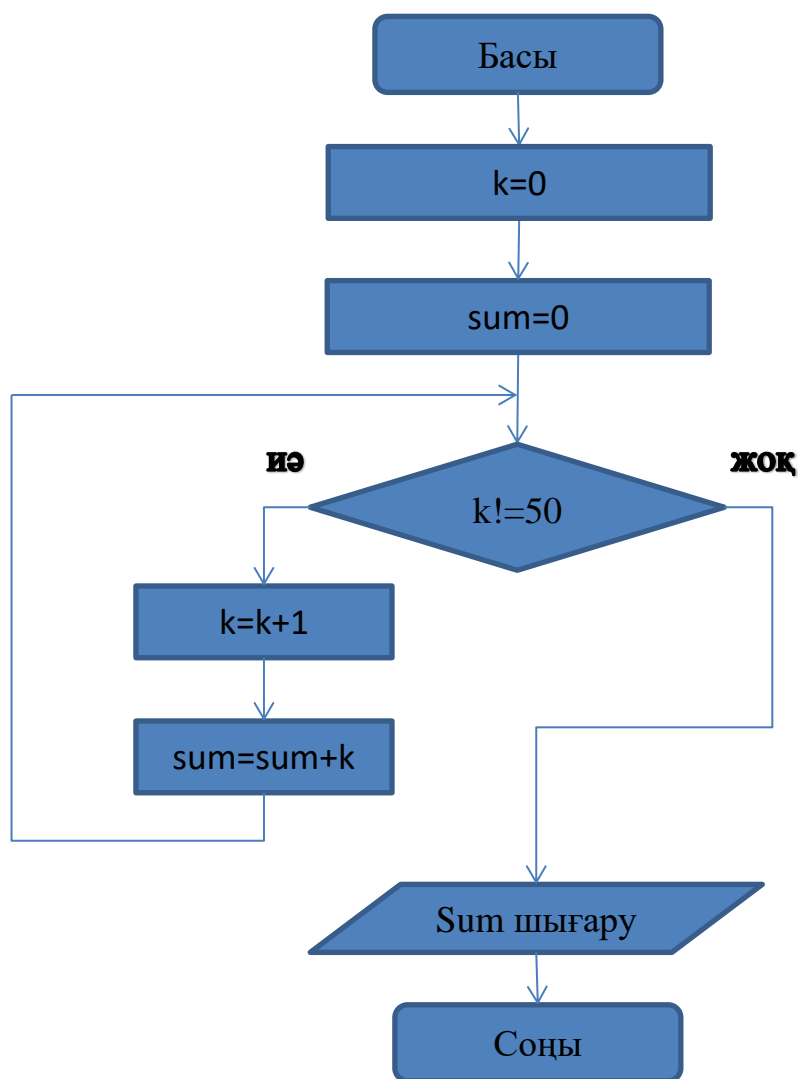 Басы
k=0
sum=0
иә
жоқ
k!=50
k=k+1
sum=sum+k
Sum шығару
Соңы